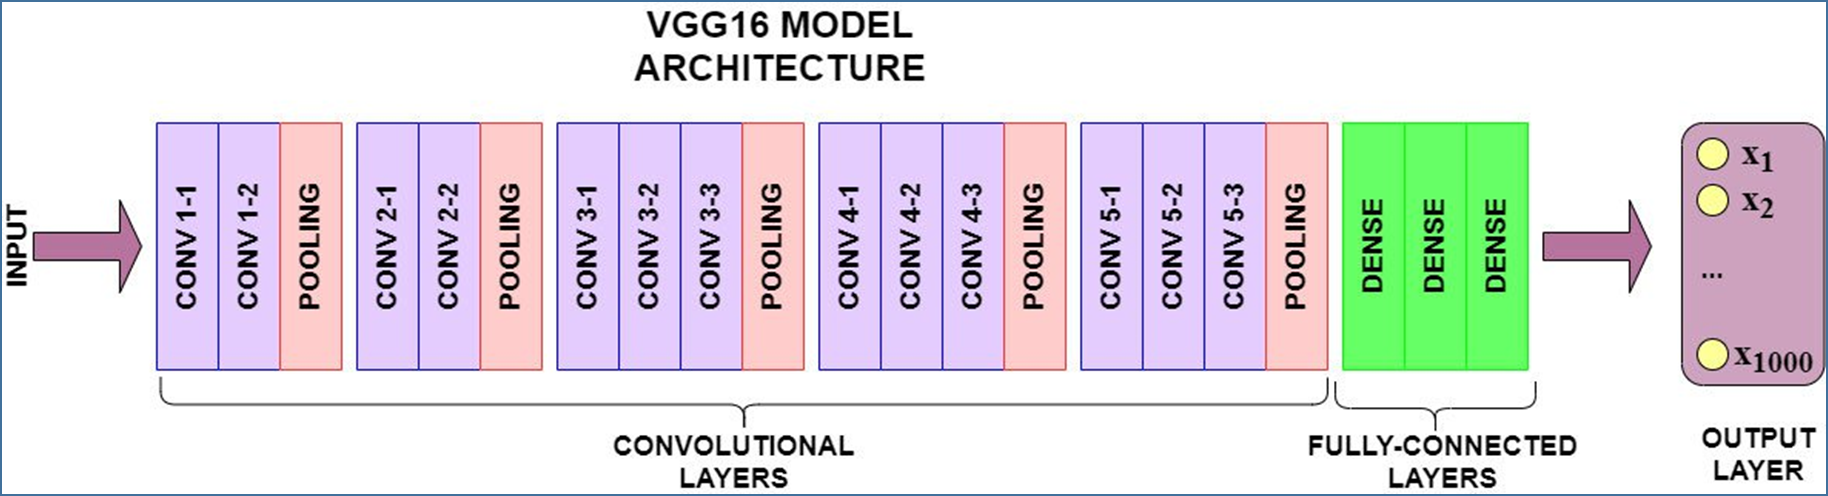 VGG16 MODEL
ARCHITECTURE
INPUT
CONV 1-1
CONV 1-2
POOLING
CONV 2-1
CONV 2-2
POOLING
CONV 3-1
CONV 3-2
CONV 3-3
POOLING
CONV 4-1
CONV 4-2
CONV 4-3
POOLING
CONV 5-1
CONV 5-2
CONV 5-3
POOLING
DENSE
DENSE
DENSE
x1
x2
...
x1000
CONVOLUTIONAL
LAYERS
FULLY-CONNECTED
LAYERS
OUTPUT
LAYER